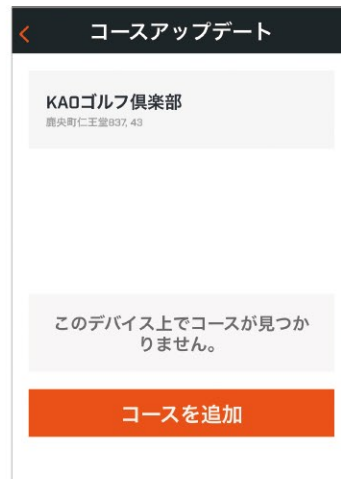 コースアップデート
KAOゴルフ倶楽部
鹿央町仁王堂837, 43
このデバイス上でコースが見つか
りません。
コースを追加